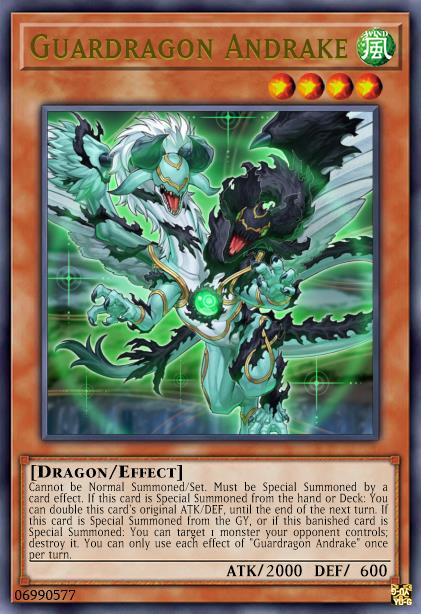 GUARDRAGON ANDRAKE
WIND
風
[DRAGON/EFFECT]
Cannot be Normal Summoned/Set. Must be Special Summoned by a
card effect. If this card is Special Summoned from the hand or Deck: You
can double this card's original ATK/DEF, until the end of the next turn. If
this card is Special Summoned from the GY, or if this banished card is
Special Summoned: You can target 1 monster your opponent controls;
destroy it. You can only use each effect of "Guardragon Andrake" once
per turn.
ATK/2000 DEF/ 600
06990577